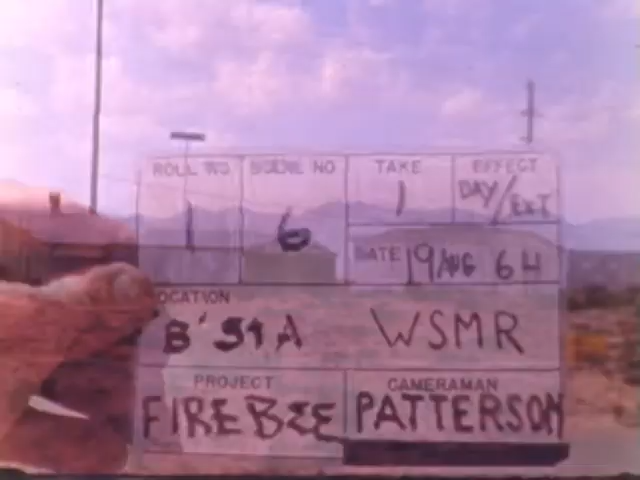 ROLL NO SCENE NO TAKE EFFECT
1 6 1 DAY/EXT
DATE 19 AUG 64
LOCATION
WSMR
PROJECT CAMERAMAN
FIREBEE PATTERSON